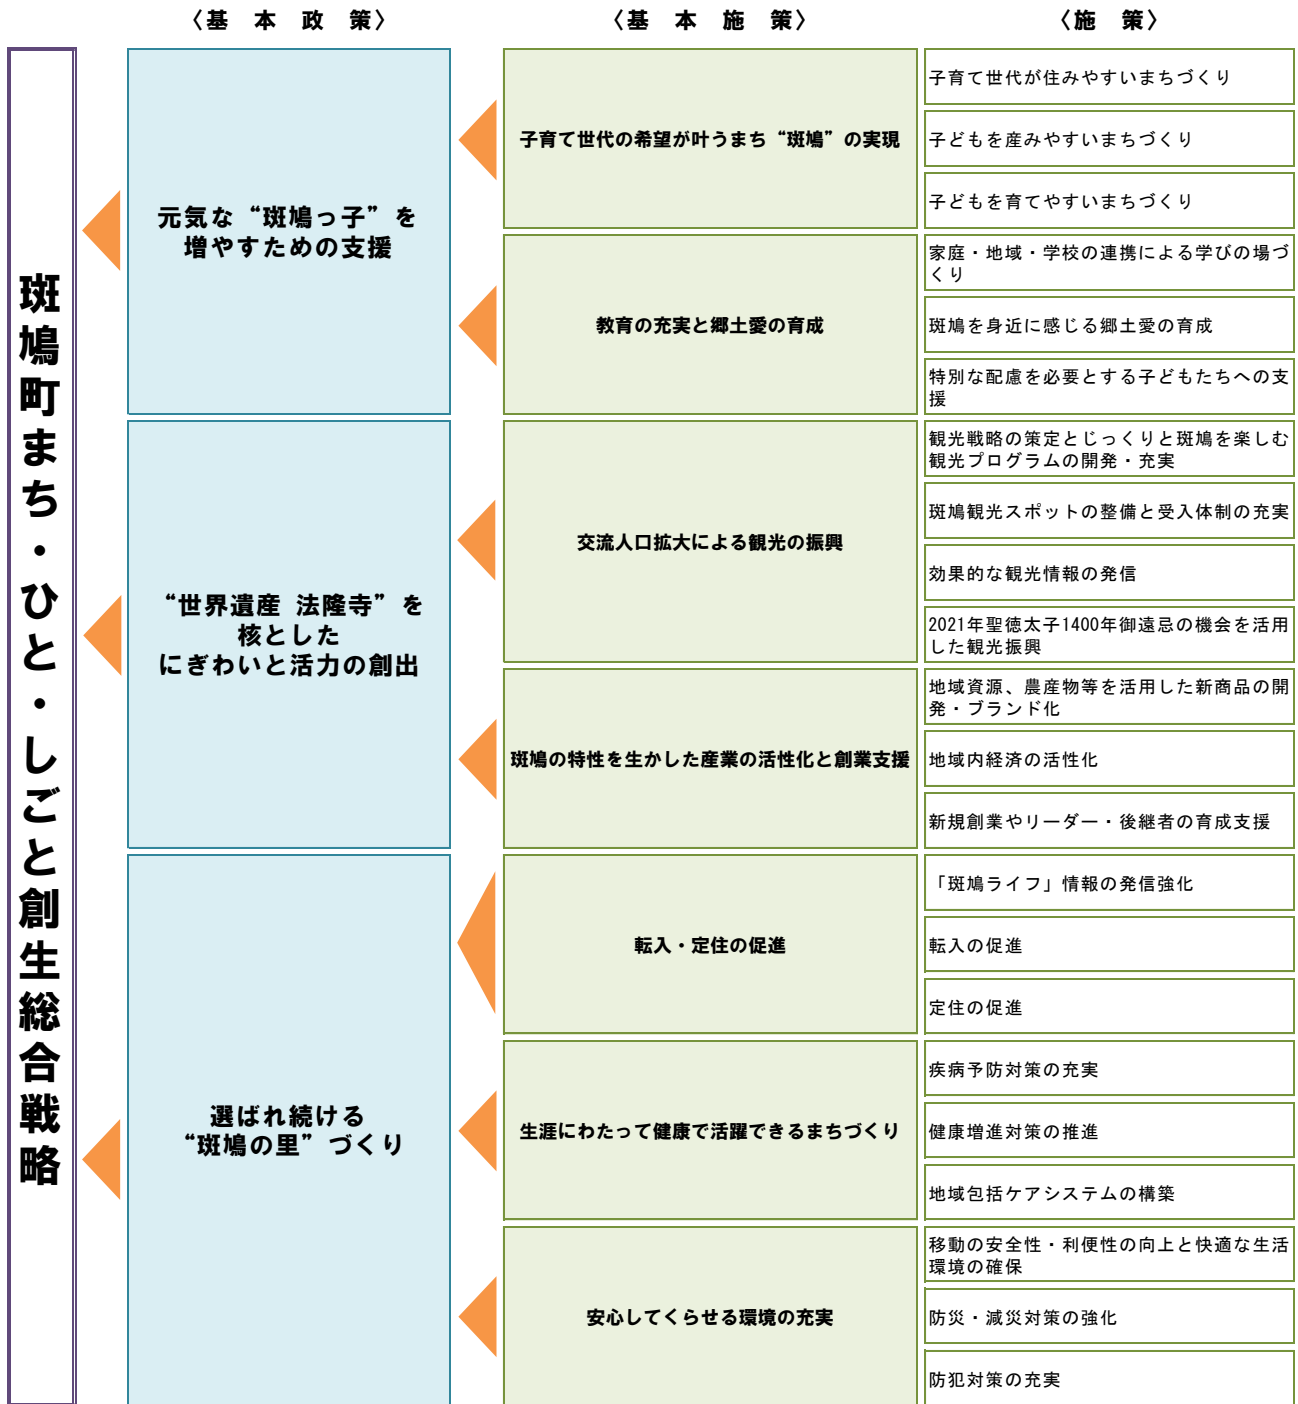 〈基　本　政　策〉
〈基　本　施　策〉
〈施　策〉
斑鳩町まち・ひと・しごと創生総合戦略
元気な“斑鳩っ子”を
増やすための支援
子育て世代の希望が叶うまち“斑鳩”の実現
子育て世代が住みやすいまちづくり
子どもを産みやすいまちづくり
子どもを育てやすいまちづくり
教育の充実と郷土愛の育成
家庭・地域・学校の連携による学びの場づ
くり
斑鳩を身近に感じる郷土愛の育成
特別な配慮を必要とする子どもたちへの支
援
“世界遺産 法隆寺”を
核とした
にぎわいと活力の創出
交流人口拡大による観光の振興
観光戦略の策定とじっくりと斑鳩を楽しむ
観光プログラムの開発・充実
斑鳩観光スポットの整備と受入体制の充実
効果的な観光情報の発信
2021年聖徳太子1400年御遠忌の機会を活用
した観光振興
斑鳩の特性を生かした産業の活性化と創業支援
地域資源、農産物等を活用した新商品の開
発・ブランド化
地域内経済の活性化
新規創業やリーダー・後継者の育成支援
選ばれ続ける
“斑鳩の里”づくり
転入・定住の促進
「斑鳩ライフ」情報の発信強化
転入の促進
定住の促進
生涯にわたって健康で活躍できるまちづくり
疾病予防対策の充実
健康増進対策の推進
地域包括ケアシステムの構築
安心してくらせる環境の充実
移動の安全性・利便性の向上と快適な生活
環境の確保
防災・減災対策の強化
防犯対策の充実